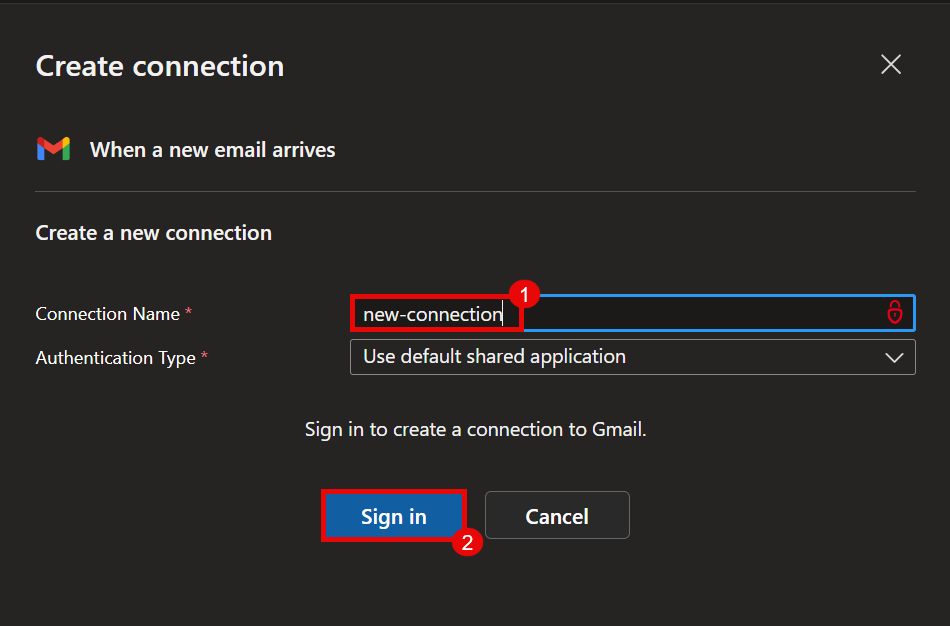 Create connection
When a new email arrives
Create a new connection
1
Connection Name * new-connection
Authentication Type * Use default shared application
Sign in to create a connection to Gmail.
Sign in Cancel
2